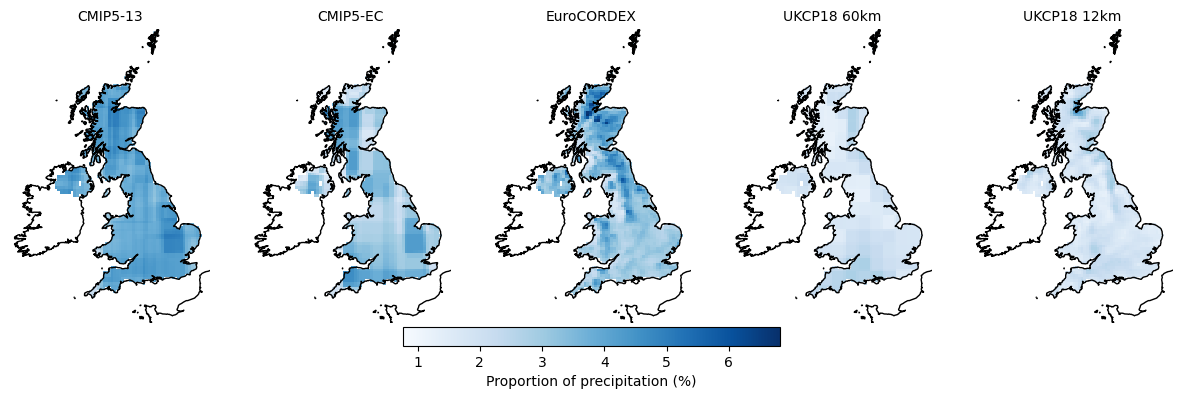 CMIP5-13
CMIP5-EC
EuroCORDEX
UKCP18 60km
UKCP18 12km
1 2 3 4 5 6
Proportion of precipitation (%)